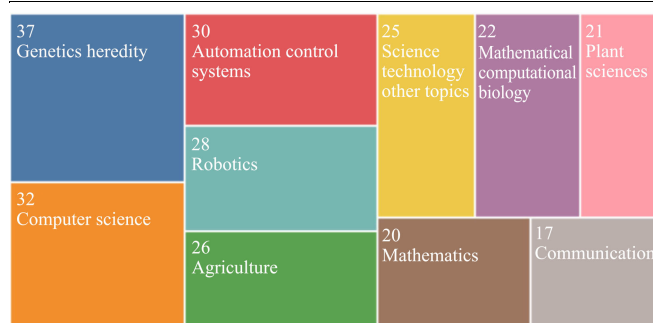 37
Genetics heredity
32
Computer science
30
Automation control
systems
28
Robotics
26
Agriculture
25
Science
technology
other topics
22
Mathematical
computational
biology
21
Plant
sciences
20
Mathematics
17
Communication